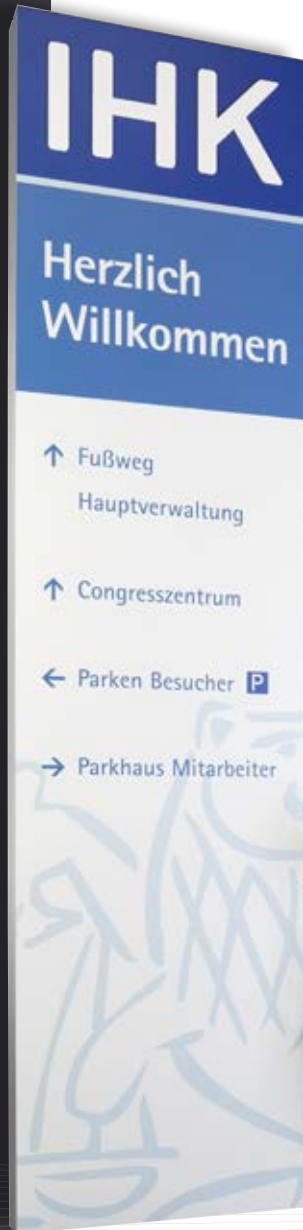 IHK
Herzlich
Willkommen
↑ Fußweg
Hauptverwaltung
↑ Congresszentrum
← Parken Besucher P
→ Parkhaus Mitarbeiter